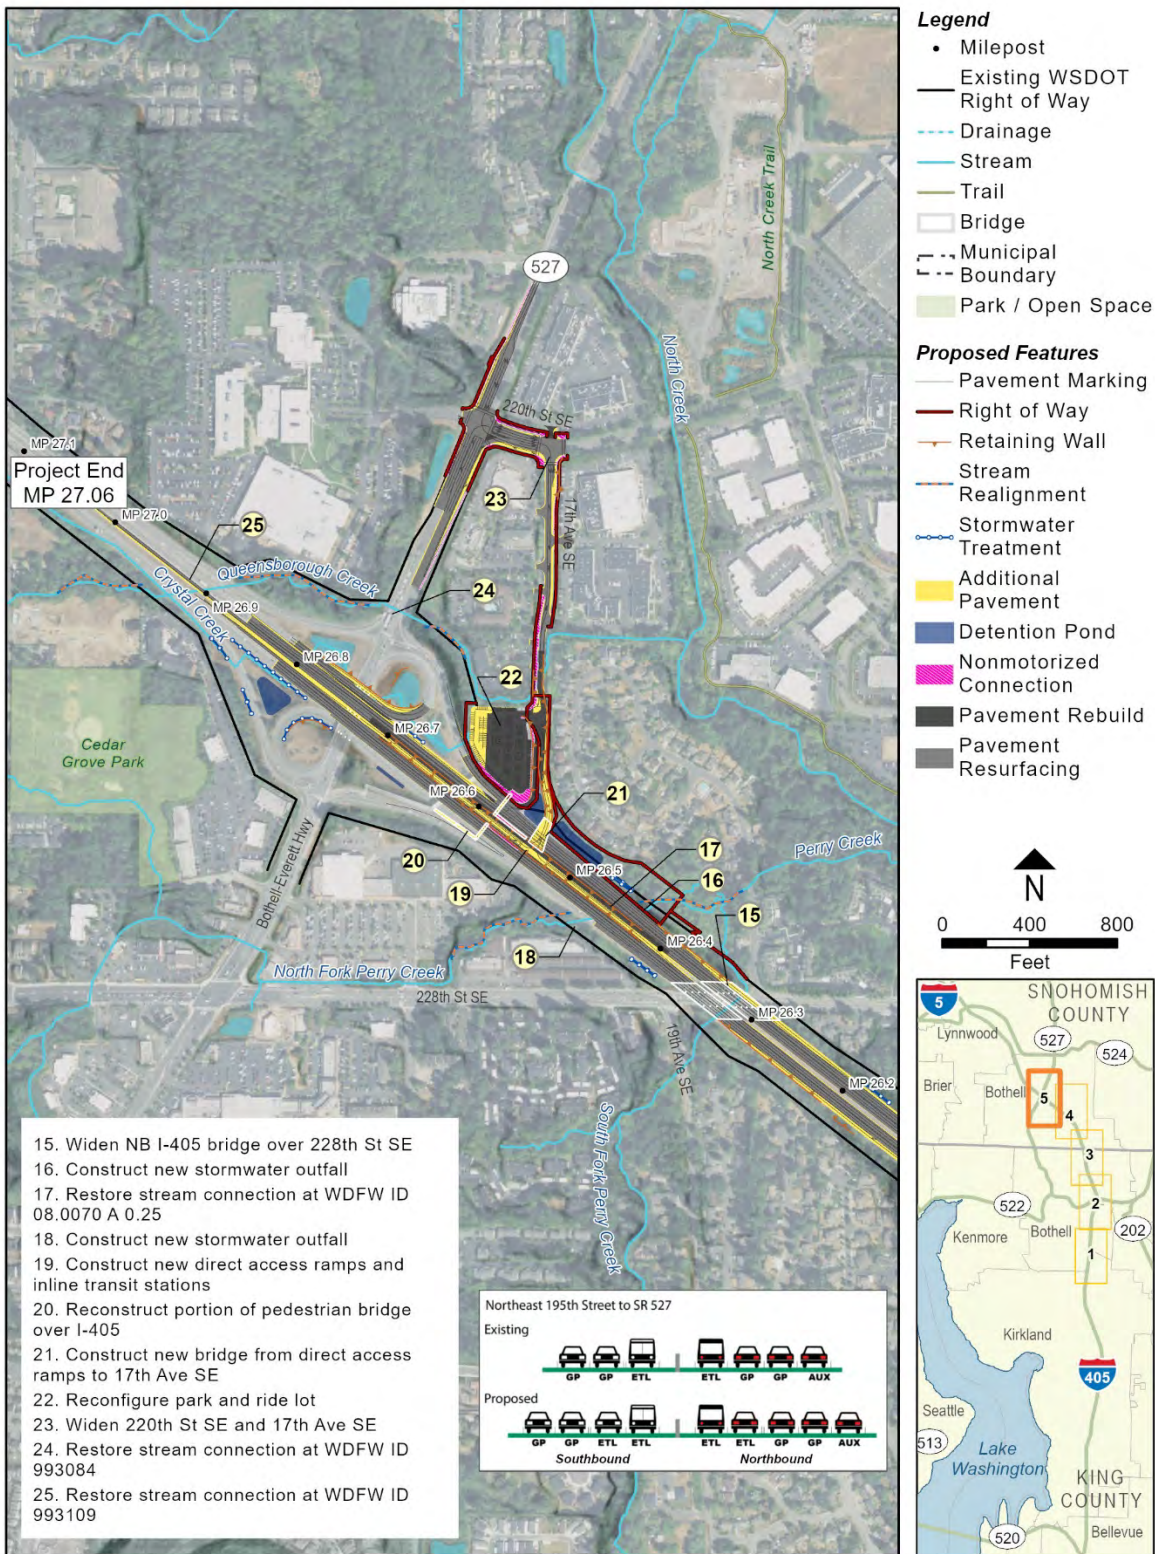 527
220th St SE
North Creek Trail
North Creek
MP 27.1
Project End
MP 27.06
23
17th Ave SE
MP 27.0
25
Queensborough Creek
Crystal Creek
24
MP 26.9
MP 26.8
22
MP 26.7
Cedar
Grove Park
MP 26.6
21
Bothell-Everett Hwy
20
19
MP 26.5
17
Perry Creek
16
15
18
MP 26.4
North Fork Perry Creek
228th St SE
MP 26.3
19th Ave SE
MP 26.2
South Fork Perry Creek
15. Widen NB I-405 bridge over 228th St SE
16. Construct new stormwater outfall
17. Restore stream connection at WDFW ID
08.0070 A 0.25
18. Construct new stormwater outfall
19. Construct new direct access ramps and
inline transit stations
20. Reconstruct portion of pedestrian bridge
over I-405
21. Construct new bridge from direct access
ramps to 17th Ave SE
22. Reconfigure park and ride lot
23. Widen 220th St SE and 17th Ave SE
24. Restore stream connection at WDFW ID
993084
25. Restore stream connection at WDFW ID
993109
Northeast 195th Street to SR 527
Existing
GP GP ETL ETL GP GP AUX
Proposed
GP GP ETL ETL ETL ETL GP GP AUX
Southbound Northbound
Legend
Milepost
Existing WSDOT
Right of Way
Drainage
Stream
Trail
Bridge
Municipal
Boundary
Park / Open Space
Proposed Features
Pavement Marking
Right of Way
Retaining Wall
Stream
Realignment
Stormwater
Treatment
Additional
Pavement
Detention Pond
Nonmotorized
Connection
Pavement Rebuild
Pavement
Resurfacing
N
0 400 800
Feet
5
SNOHOMISH
COUNTY
Lynnwood
527
524
Brier
Bothell
5
4
3
2
522
202
Kenmore
Bothell
1
Kirkland
405
Seattle
513
Lake
Washington
KING
COUNTY
520
Bellevue